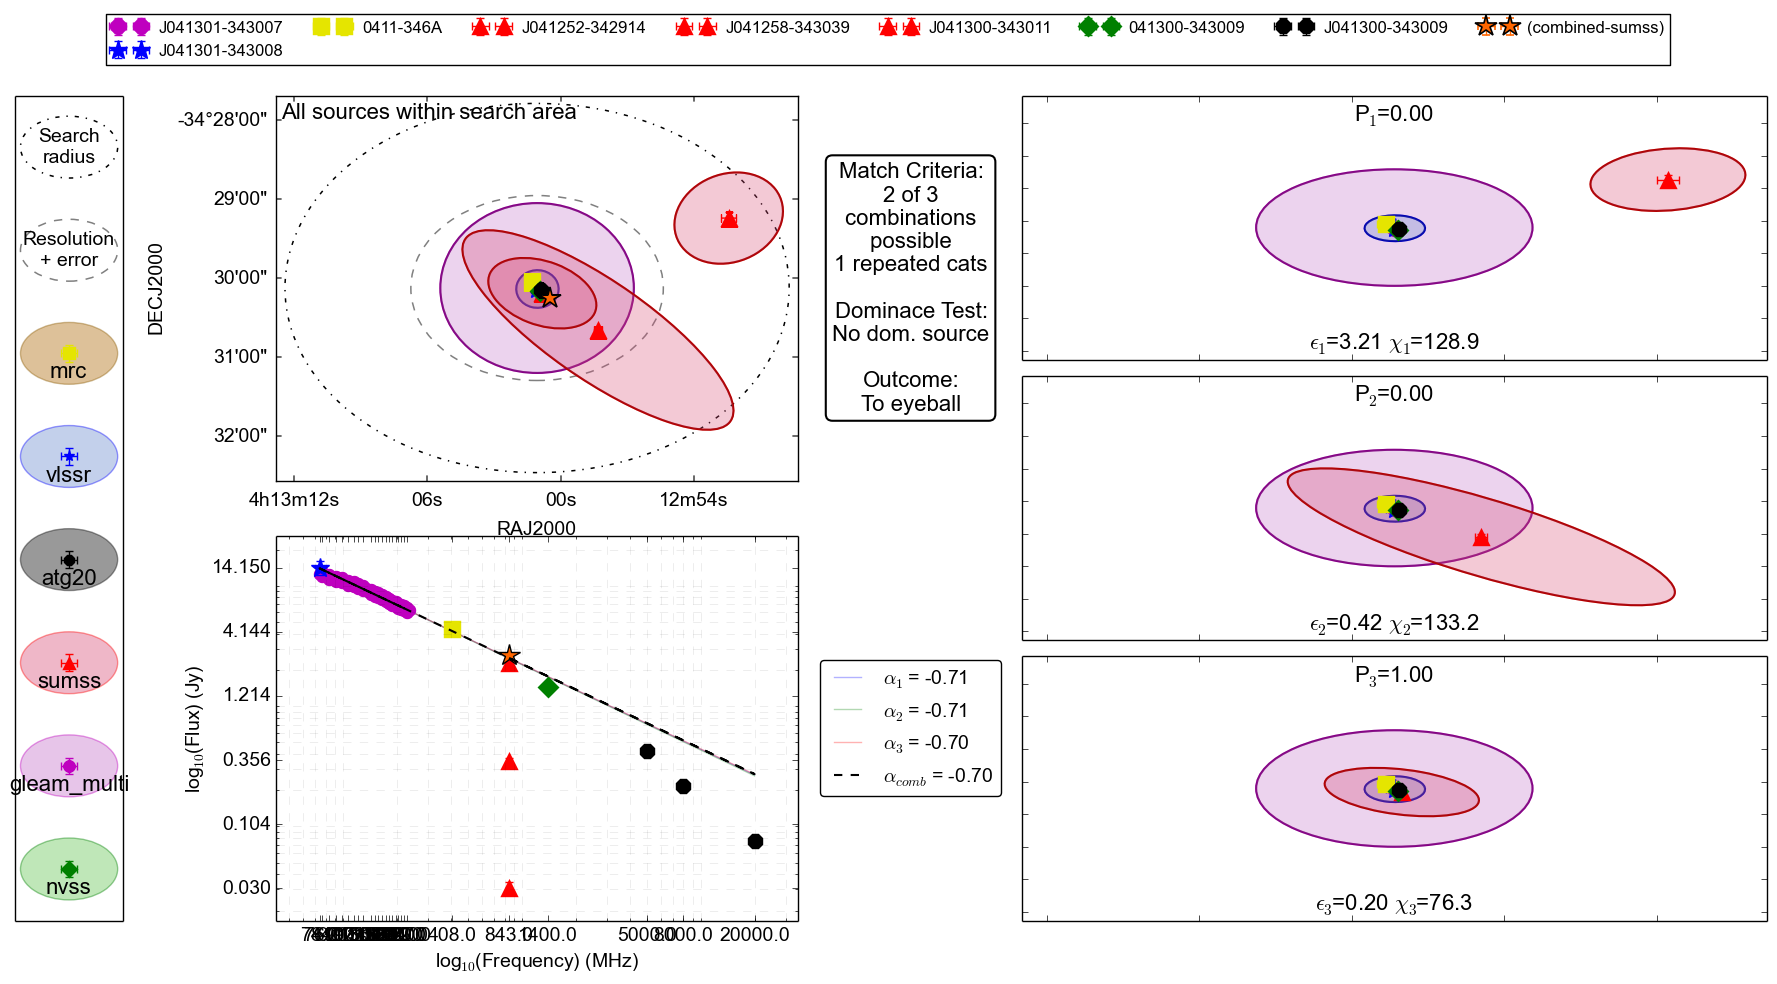 J041301-343007
0411-346A
J041252-342914
J041258-343039
J041300-343011
041300-343009
J041300-343009
(combined-sumss)
J041301-343008
Search
radius
Resolution
+ error
mrc
vlssr
atg20
sumss
gleam_multi
nvss
All sources within search area
DECJ2000
-34°28'00"
29'00"
30'00"
31'00"
32'00"
4h13m12s
06s
00s
12m54s
RAJ2000
Match Criteria:
2 of 3
combinations
possible
1 repeated cats
Dominace Test:
No dom. source
Outcome:
To eyeball
P₁=0.00
ϵ₁=3.21 χ₁=128.9
P₂=0.00
ϵ₂=0.42 χ₂=133.2
P₃=1.00
ϵ₃=0.20 χ₃=76.3
log₁₀(Flux) (Jy)
14.150
4.144
1.214
0.356
0.104
0.030
408.0
843.0
1400.0
5000.0
8000.0
20000.0
log₁₀(Frequency) (MHz)
α₁ = -0.71
α₂ = -0.71
α₃ = -0.70
α_comb = -0.70